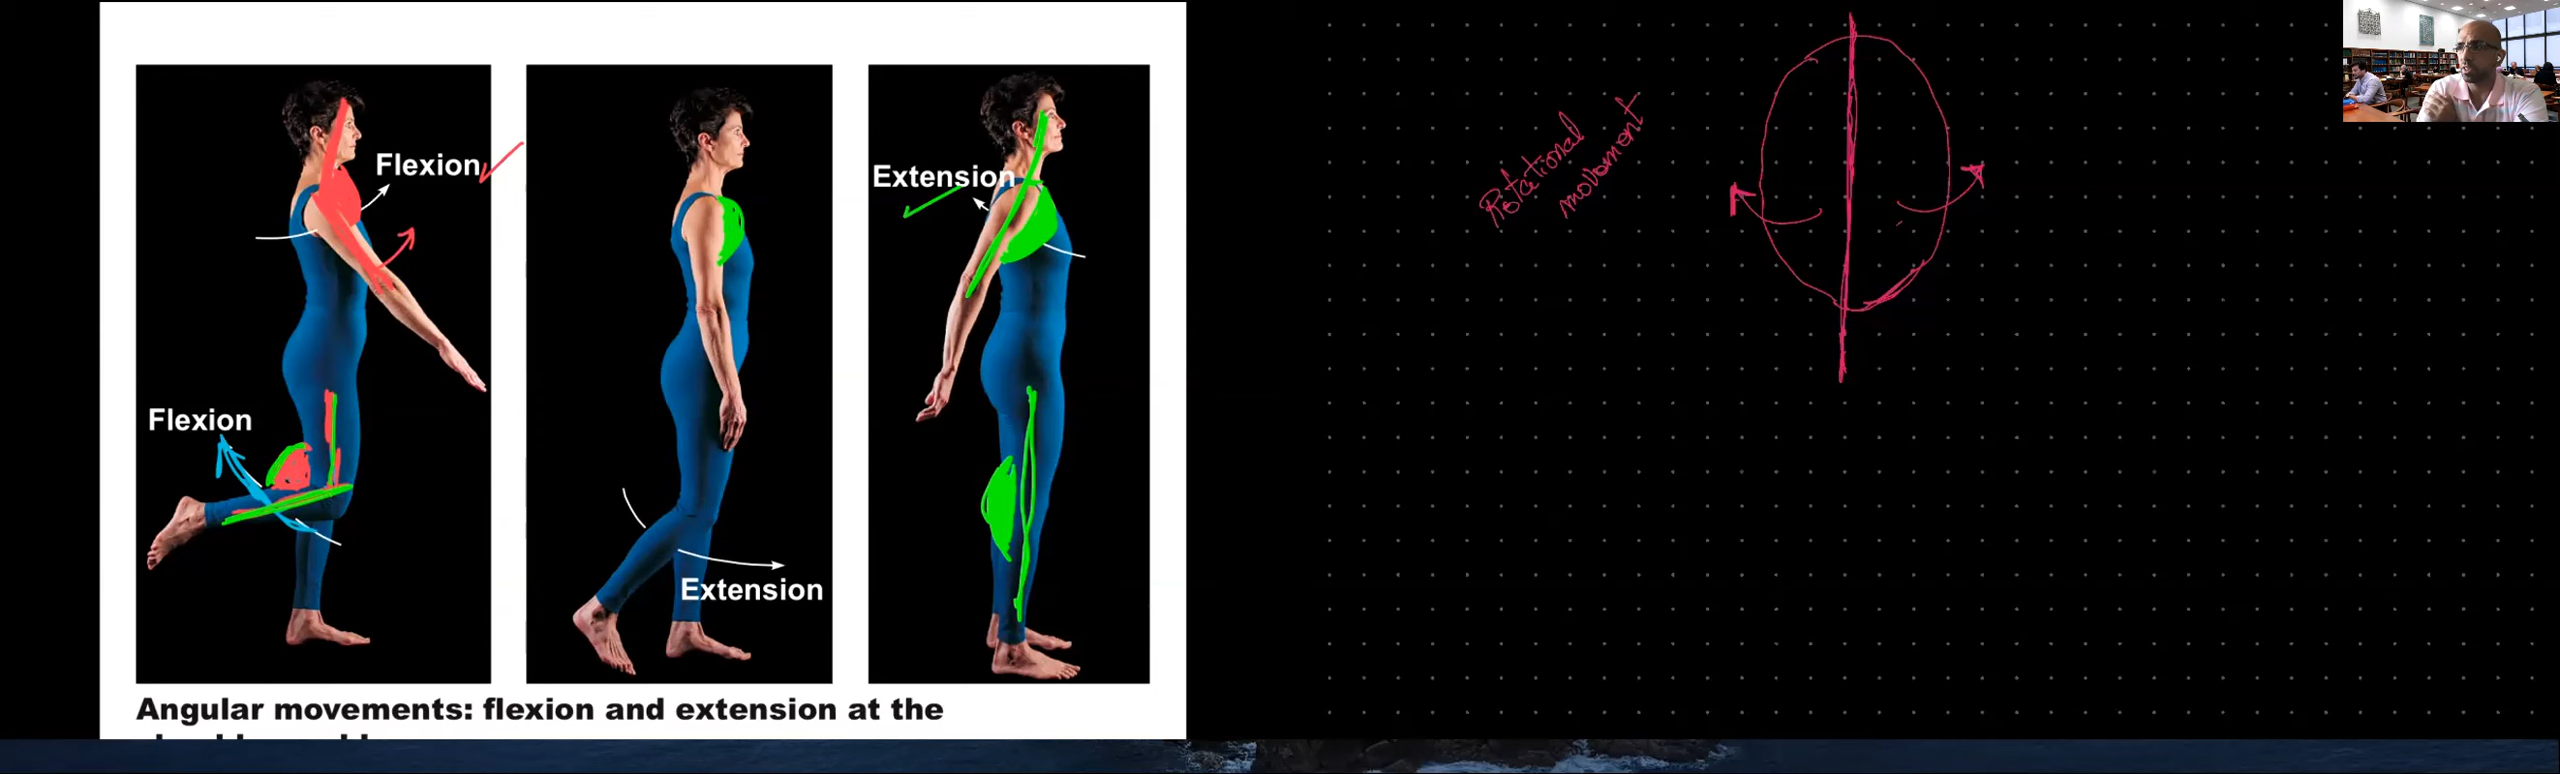 Flexion
Flexion
Extension
Extension
Angular movements: flexion and extension at the
Rotational
movement